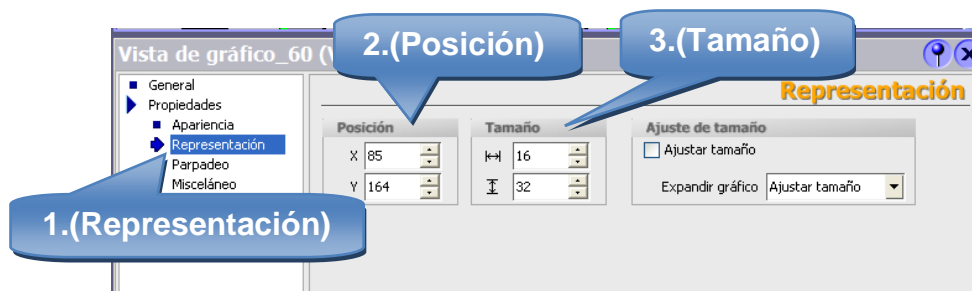 Vista de gráfico_60 (V
2.(Posición)
3.(Tamaño)
General
Propiedades
Apariencia
Representación
Parpadeo
Misceláneo
1.(Representación)
Representación
Posición
X 85
Y 164
Tamaño
16
32
Ajuste de tamaño
Ajustar tamaño
Expandir gráfico Ajustar tamaño